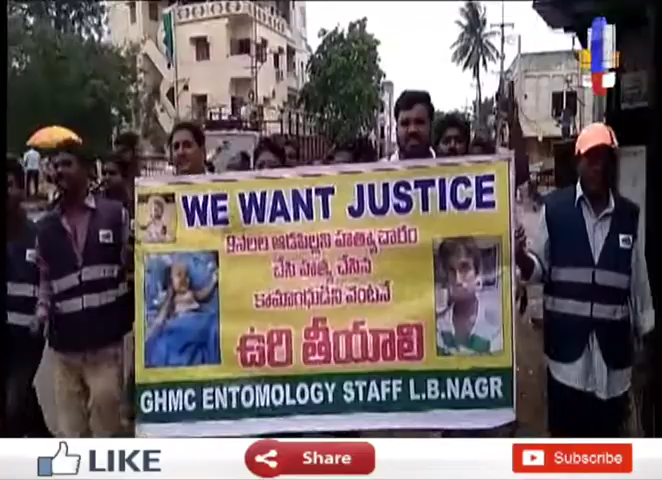 WE WANT JUSTICE
9నెలల ఆడపిల్లని హత్యాచారం
చేసి హత్య చేసిన
కామాంధుడిని వెంటనే
ఉరి తీయాలి
GHMC ENTOMOLOGY STAFF L.B.NAGR
LIKE
Share
Subscribe